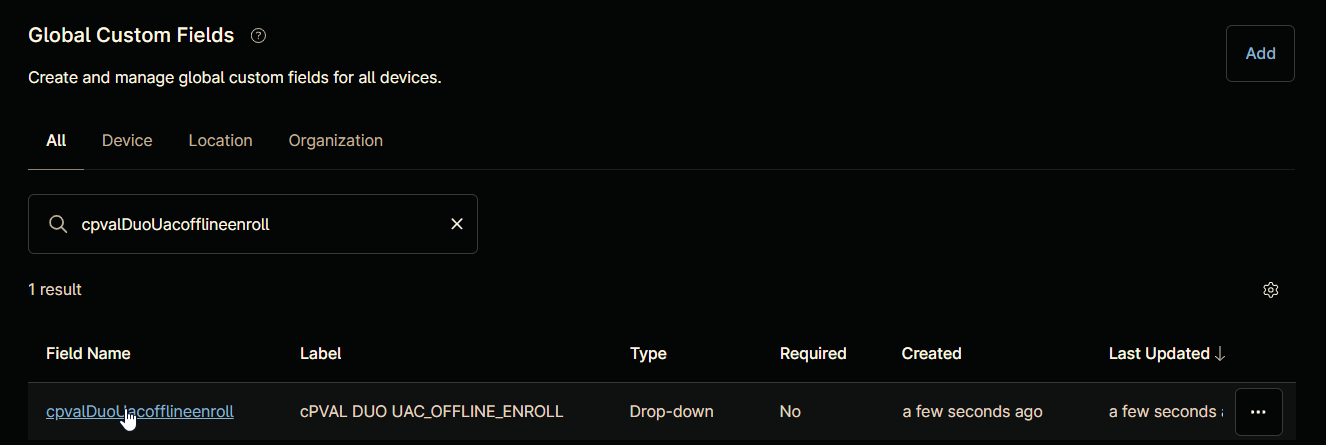 Global Custom Fields ?
Add
Create and manage global custom fields for all devices.
All Device Location Organization
cpvalDuoUacofflineenroll
1 result
Field Name Label Type Required Created Last Updated
cpvalDuoUacofflineenroll cPVAL DUO UAC_OFFLINE_ENROLL Drop-down No a few seconds ago a few seconds